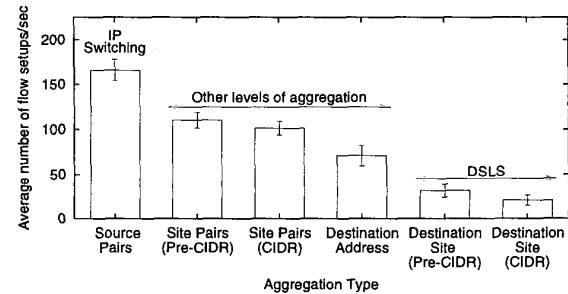 Average number of flow setups/sec
200
150
100
50
0
IP
Switching
Other levels of aggregation
DSLS
Source
Pairs
Site Pairs
(Pre-CIDR)
Site Pairs
(CIDR)
Destination
Address
Destination
Site
(Pre-CIDR)
Destination
Site
(CIDR)
Aggregation Type